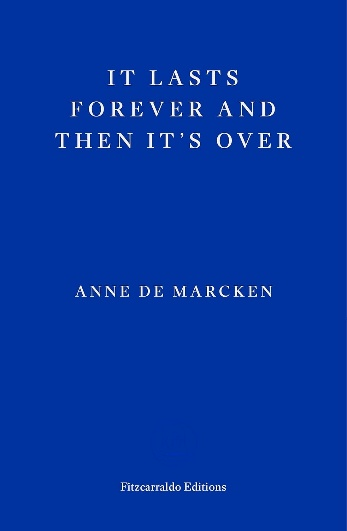 IT LASTS
FOREVER AND
THEN IT’S OVER
ANNE DE MARCKEN
Fitzcarraldo Editions